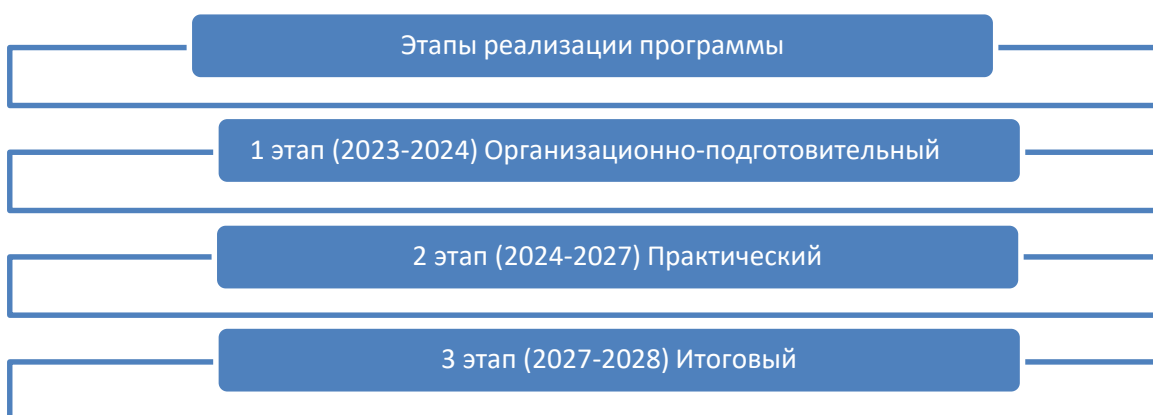 Этапы реализации программы
1 этап (2023-2024) Организационно-подготовительный
2 этап (2024-2027) Практический
3 этап (2027-2028) Итоговый